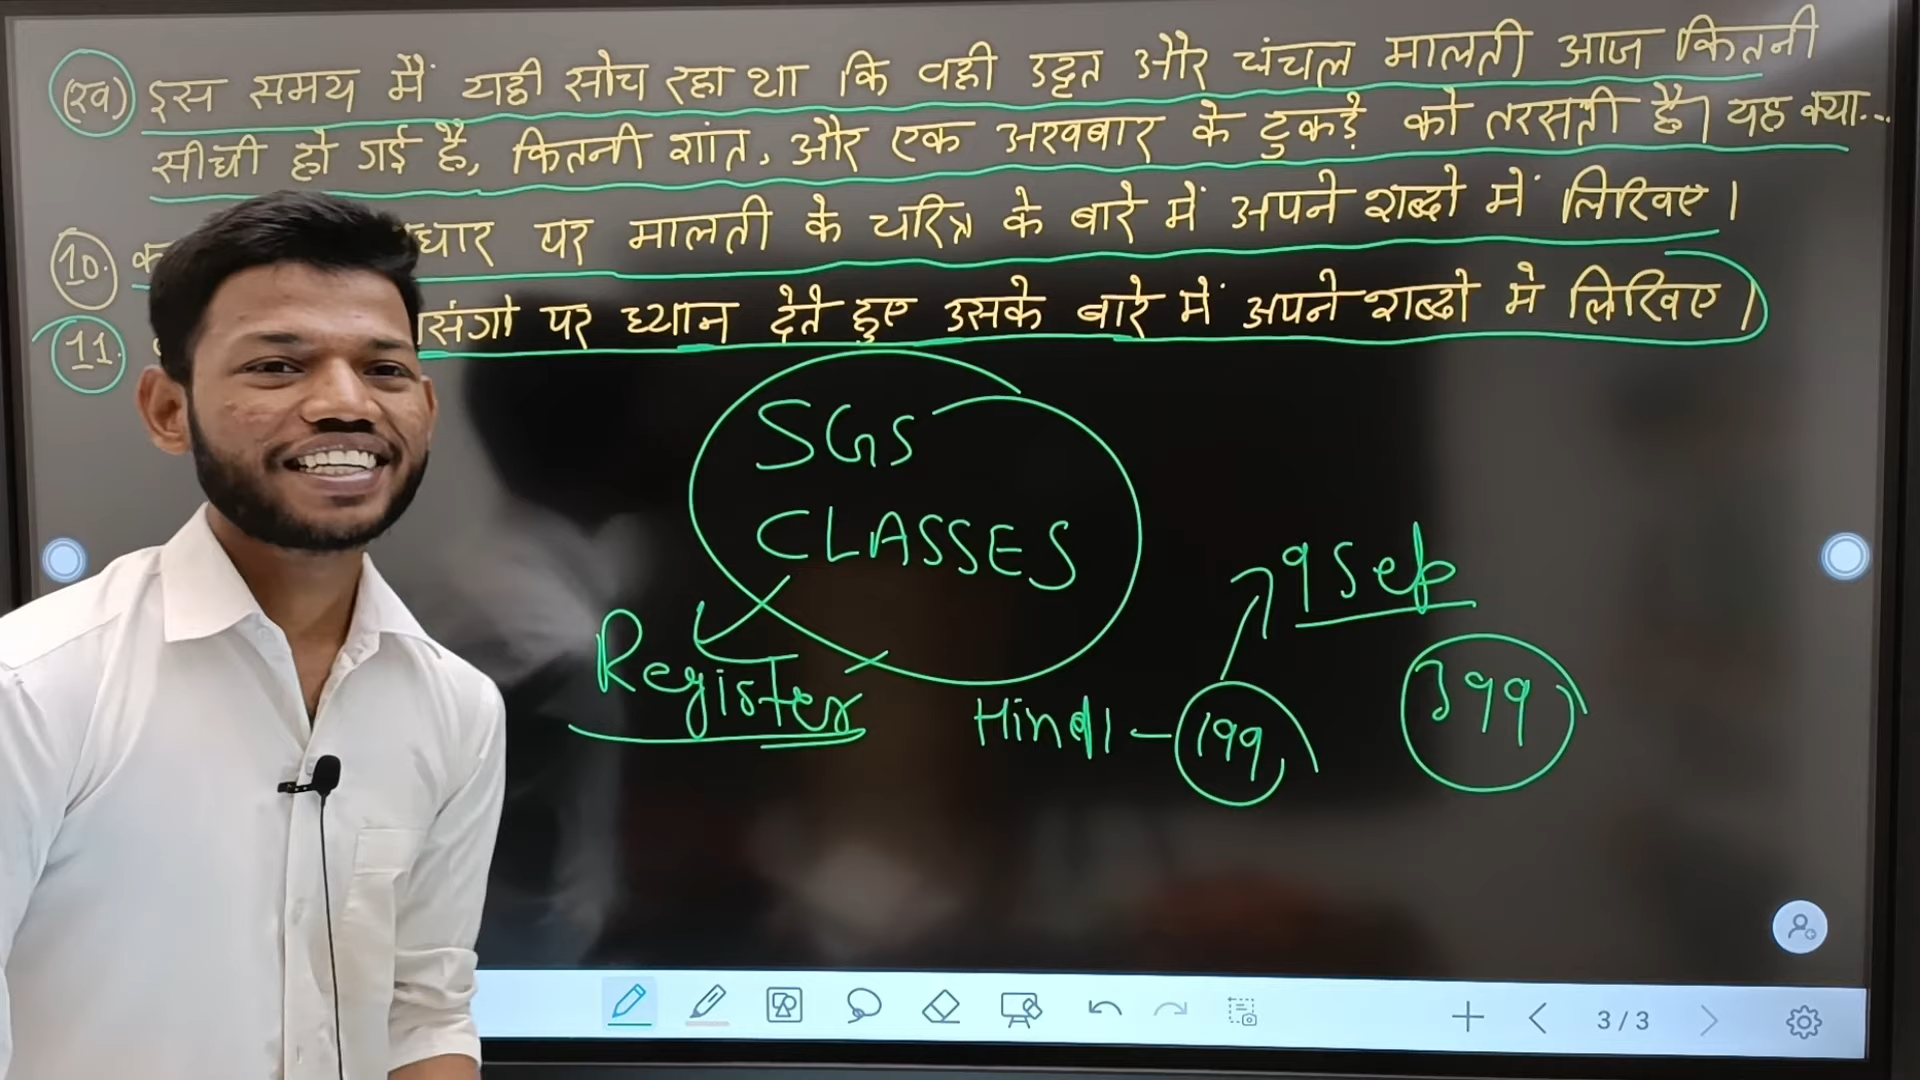 (ख) इस समय मैं यही सोच रहा था कि वही उद्दत और चंचल मालती आज कितनी
सीधी हो गई है, कितनी शांत, और एक अखबार के टुकड़े को तरसती है। यह क्या...
10. पर मालती के चरित्र के बारे में अपने शब्दों में लिखिए।
11. पर ध्यान देते हुए उसके बारे में अपने शब्दो मे लिखिए।
SGS
CLASSES
9 Sep
Register
Hindi - 199
399
3/3